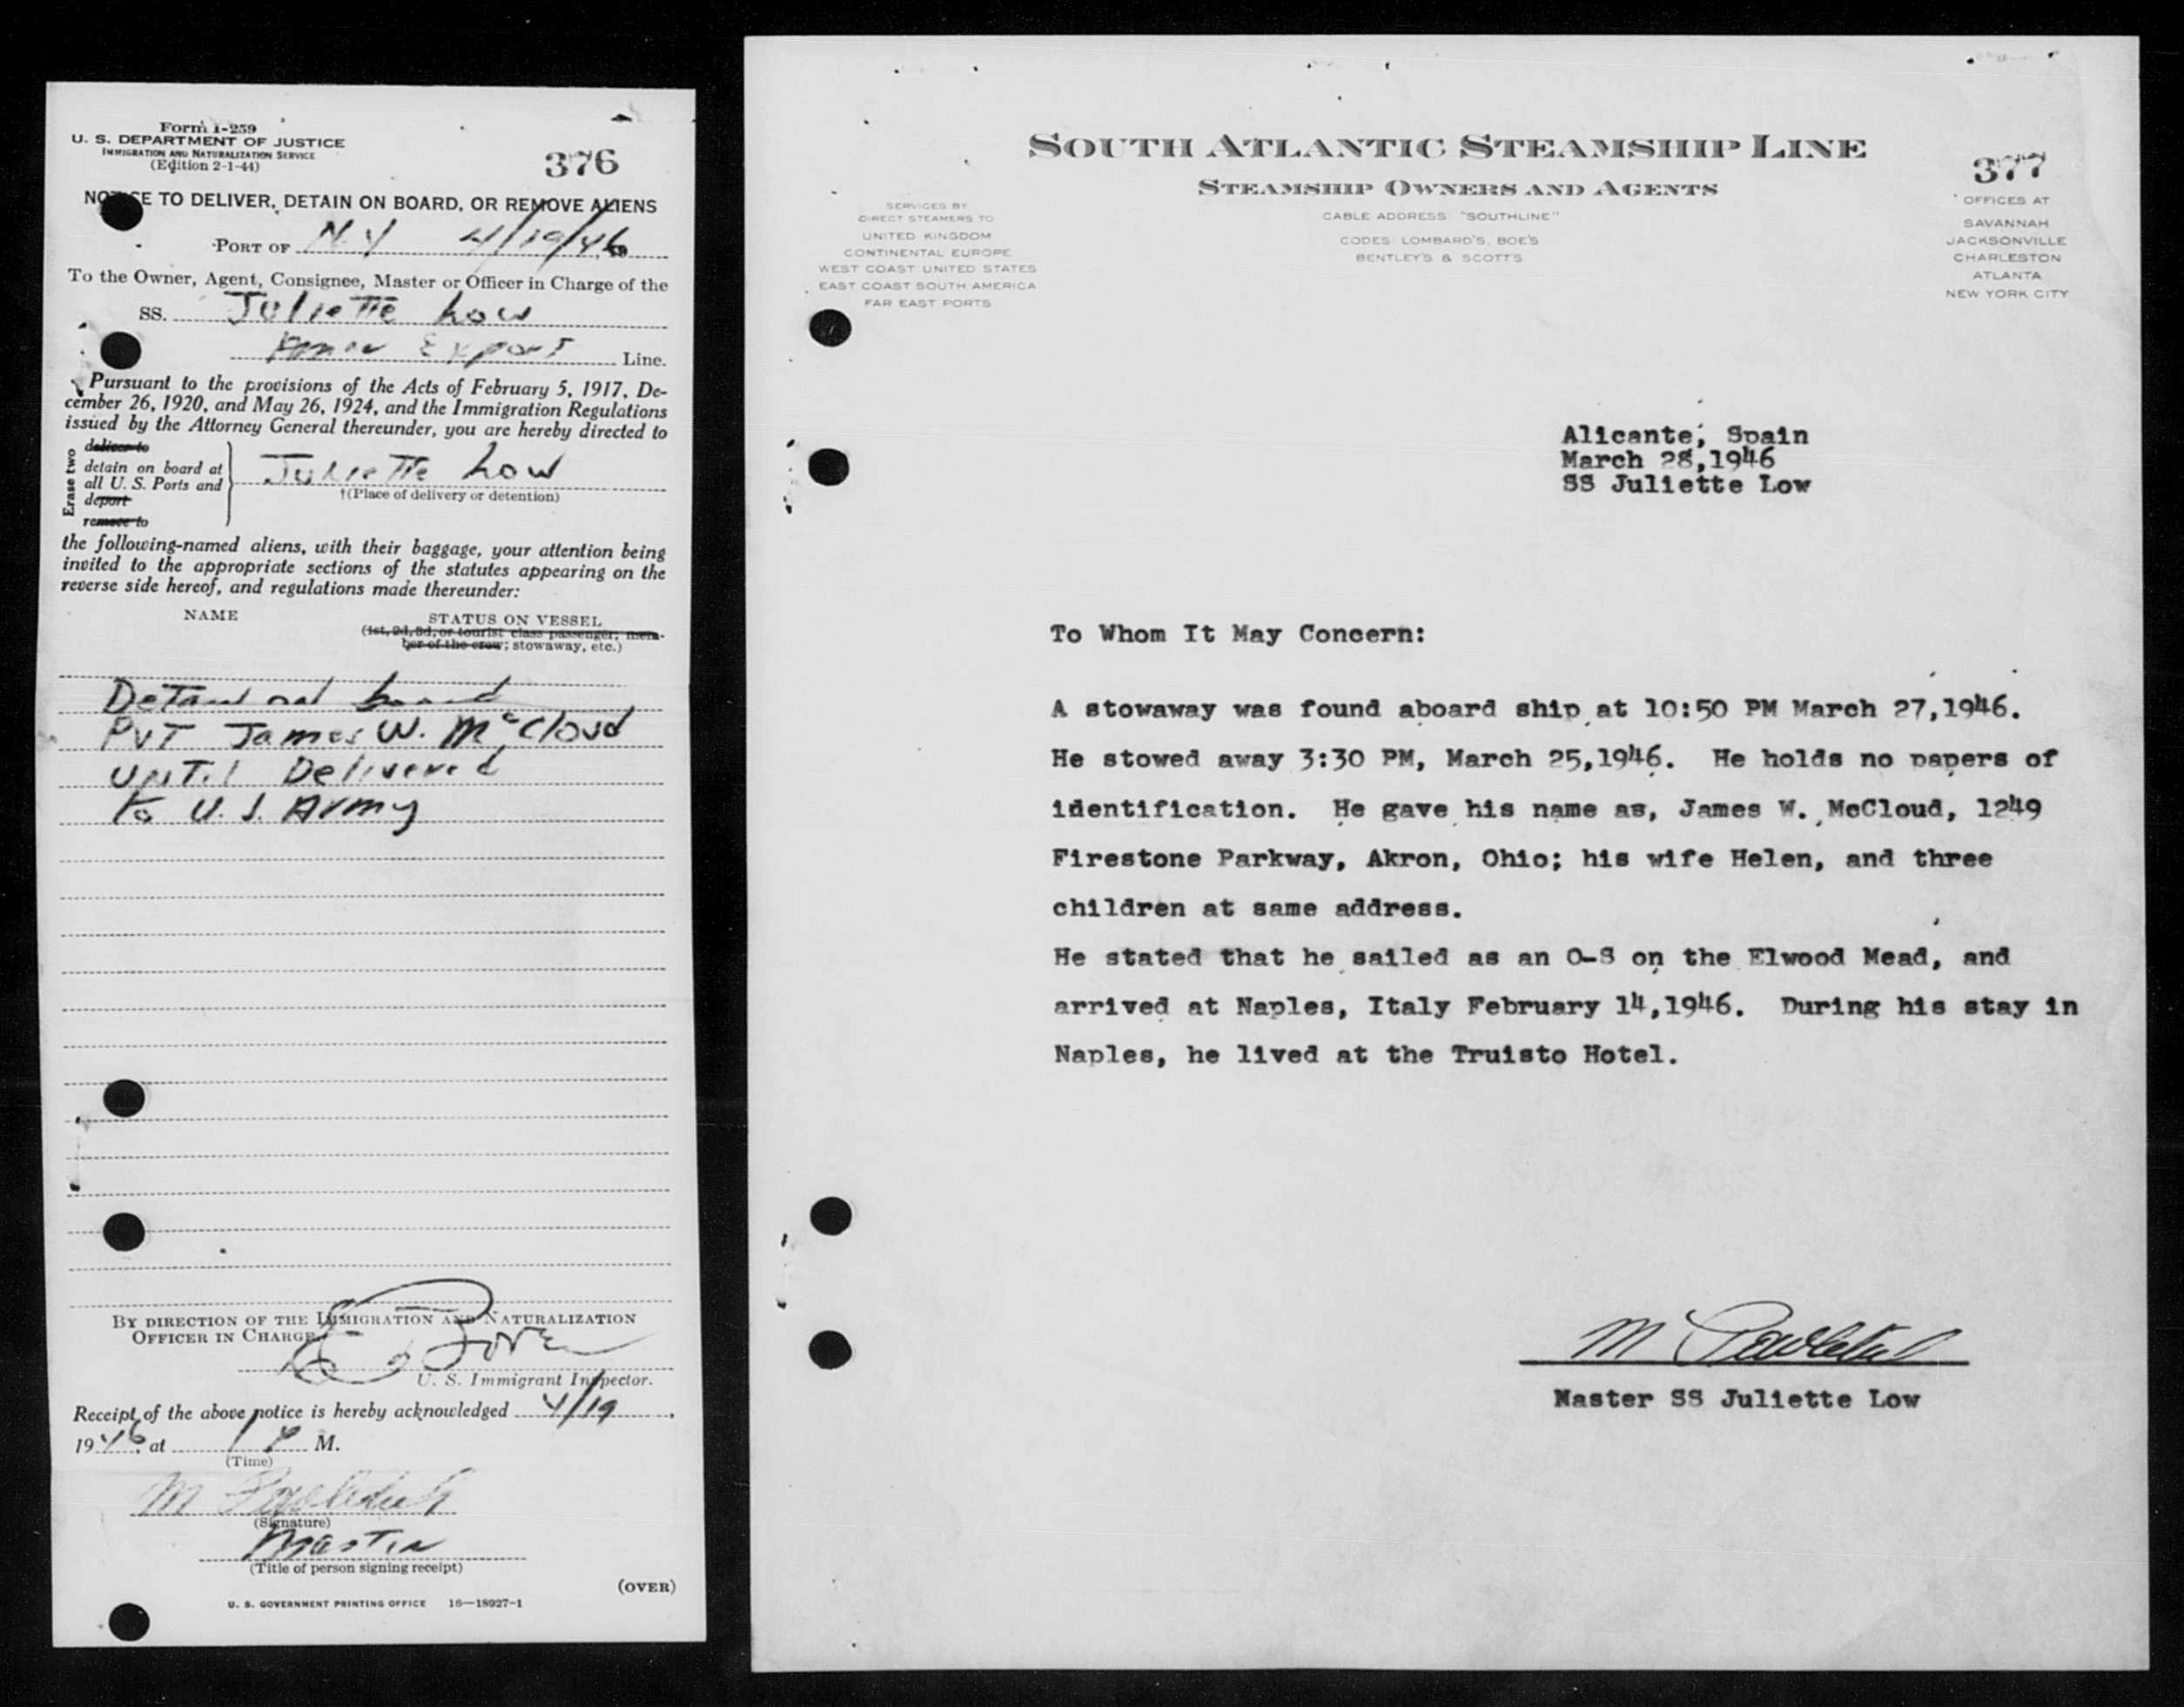 Form I-259
U. S. DEPARTMENT OF JUSTICE
IMMIGRATION AND NATURALIZATION SERVICE
(Edition 2-1-44)
376
NOTICE TO DELIVER, DETAIN ON BOARD, OR REMOVE ALIENS
PORT OF N Y 4/19/46
To the Owner, Agent, Consignee, Master or Officer in Charge of the
SS. Juliette Low
Export Line.
Pursuant to the provisions of the Acts of February 5, 1917, De-
cember 26, 1920, and May 26, 1924, and the Immigration Regulations
issued by the Attorney General thereunder, you are hereby directed to
Erase two
deliver to
detain on board at
all U. S. Ports and
deport
remove to
Juliette Low
†(Place of delivery or detention)
the following-named aliens, with their baggage, your attention being
invited to the appropriate sections of the statutes appearing on the
reverse side hereof, and regulations made thereunder:
NAME STATUS ON VESSEL
(1st, 2d, 3d, or tourist class passenger; mem-
ber of the crew; stowaway, etc.)
Detain board
Pvt James W. McCloud
until Delivered
to U. S. Army
BY DIRECTION OF THE IMMIGRATION AND NATURALIZATION
OFFICER IN CHARGE
U. S. Immigrant Inspector.
Receipt of the above notice is hereby acknowledged 4/19,
1946, at 1 P M.
(Time)
M
(Signature)
Master
(Title of person signing receipt)
(OVER)
U. S. GOVERNMENT PRINTING OFFICE 16—18927-1
SOUTH ATLANTIC STEAMSHIP LINE
STEAMSHIP OWNERS AND AGENTS
377
SERVICES BY
DIRECT STEAMERS TO
UNITED KINGDOM
CONTINENTAL EUROPE
WEST COAST UNITED STATES
EAST COAST SOUTH AMERICA
FAR EAST PORTS
CABLE ADDRESS "SOUTHLINE"
CODES: LOMBARD'S, BOE'S
BENTLEY'S & SCOTT'S
OFFICES AT
SAVANNAH
JACKSONVILLE
CHARLESTON
ATLANTA
NEW YORK CITY
Alicante, Spain
March 28,1946
SS Juliette Low
To Whom It May Concern:
A stowaway was found aboard ship at 10:50 PM March 27,1946.
He stowed away 3:30 PM, March 25,1946. He holds no papers of
identification. He gave his name as, James W. McCloud, 1249
Firestone Parkway, Akron, Ohio; his wife Helen, and three
children at same address.
He stated that he sailed as an O-S on the Elwood Mead, and
arrived at Naples, Italy February 14,1946. During his stay in
Naples, he lived at the Truisto Hotel.
M
Master SS Juliette Low